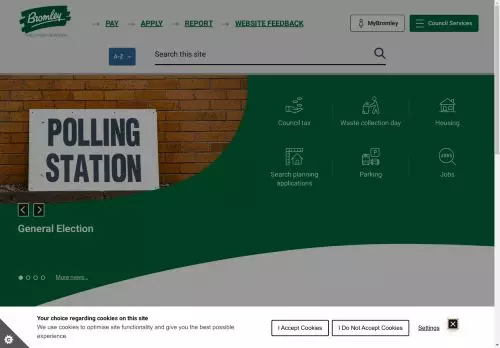 Bromley
PAY
APPLY
REPORT
WEBSITE FEEDBACK
MyBromley
Council Services
A-Z
Search this site
POLLING
STATION
Council tax
Waste collection day
Housing
Search planning
applications
Parking
JOBS
Jobs
General Election
More news...
Your choice regarding cookies on this site
We use cookies to optimise site functionality and give you the best possible
experience.
I Accept Cookies
I Do Not Accept Cookies
Settings